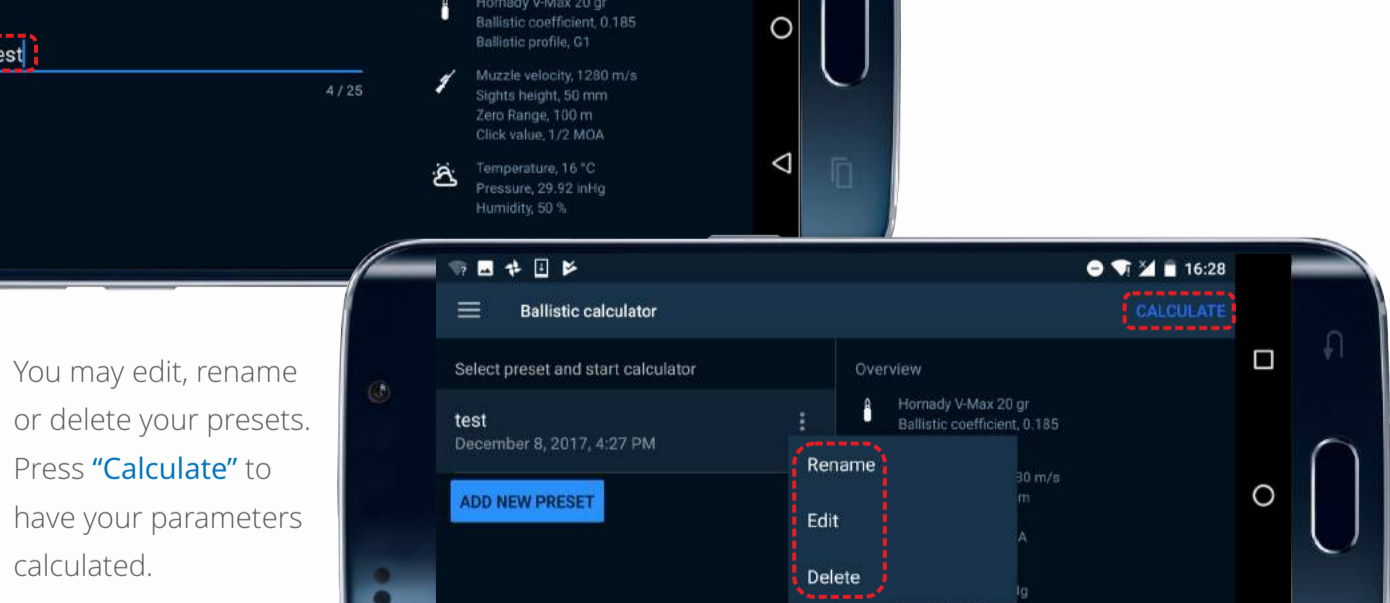 Hornady V-Max 20 gr
Ballistic coefficient, 0.185
Ballistic profile, G1
4 / 25
Muzzle velocity, 1280 m/s
Sights height, 50 mm
Zero Range, 100 m
Click value, 1/2 MOA
Temperature, 16 °C
Pressure, 29.92 inHg
Humidity, 50 %
You may edit, rename
or delete your presets.
Press “Calculate” to
have your parameters
calculated.
16:28
Ballistic calculator
CALCULATE
Select preset and start calculator
test
December 8, 2017, 4:27 PM
ADD NEW PRESET
Rename
Edit
Delete
Overview
Hornady V-Max 20 gr
Ballistic coefficient, 0.185
m/s